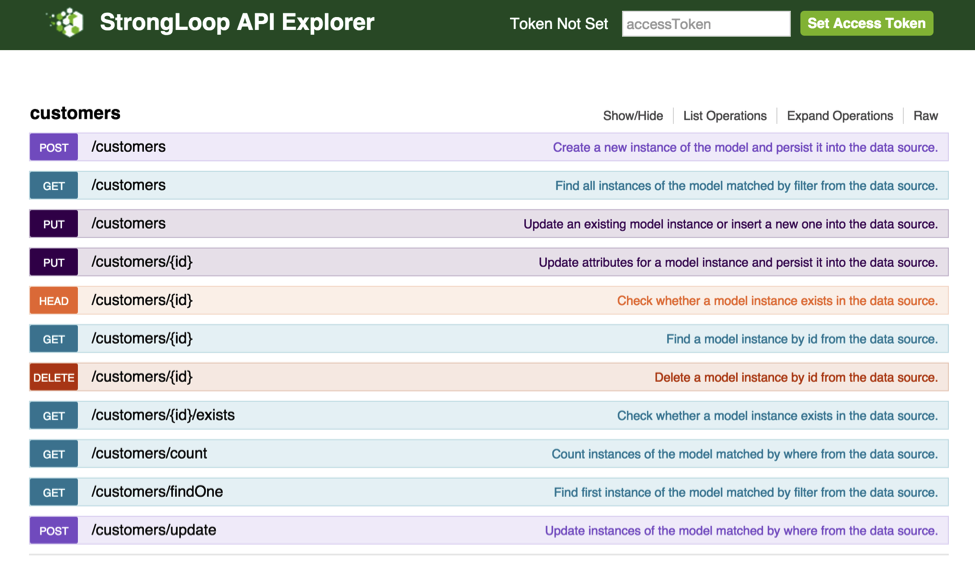 StrongLoop API Explorer Token Not Set accessToken Set Access Token
customers Show/Hide List Operations Expand Operations Raw
POST /customers Create a new instance of the model and persist it into the data source.
GET /customers Find all instances of the model matched by filter from the data source.
PUT /customers Update an existing model instance or insert a new one into the data source.
PUT /customers/{id} Update attributes for a model instance and persist it into the data source.
HEAD /customers/{id} Check whether a model instance exists in the data source.
GET /customers/{id} Find a model instance by id from the data source.
DELETE /customers/{id} Delete a model instance by id from the data source.
GET /customers/{id}/exists Check whether a model instance exists in the data source.
GET /customers/count Count instances of the model matched by where from the data source.
GET /customers/findOne Find first instance of the model matched by filter from the data source.
POST /customers/update Update instances of the model matched by where from the data source.